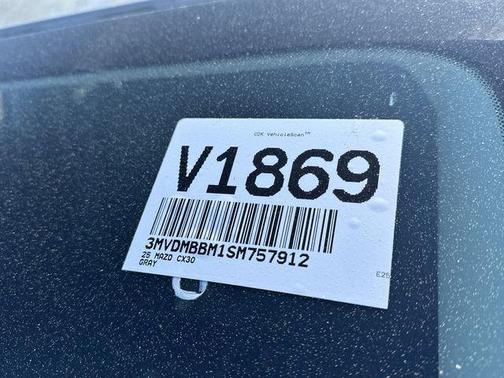 CDK VehicleScan™
V1869
3MVDMBBM1SM757912
25 MAZD CX30
E25
GRAY